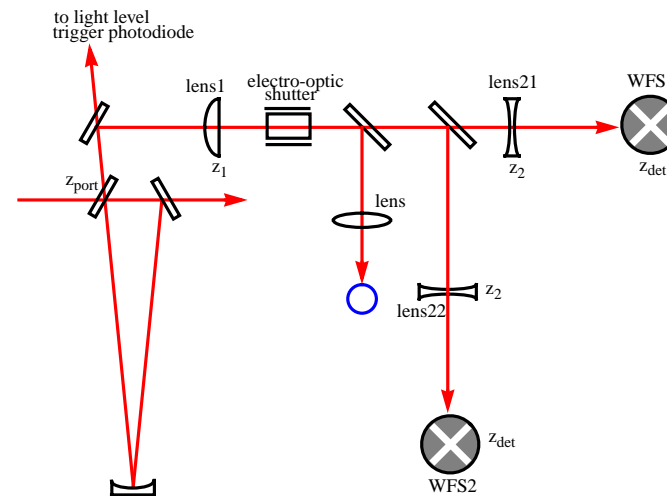 to light level
trigger photodiode
lens1
electro-optic
shutter
lens21
WFS
z1
z2
zdet
zport
lens
z2
lens22
zdet
WFS2